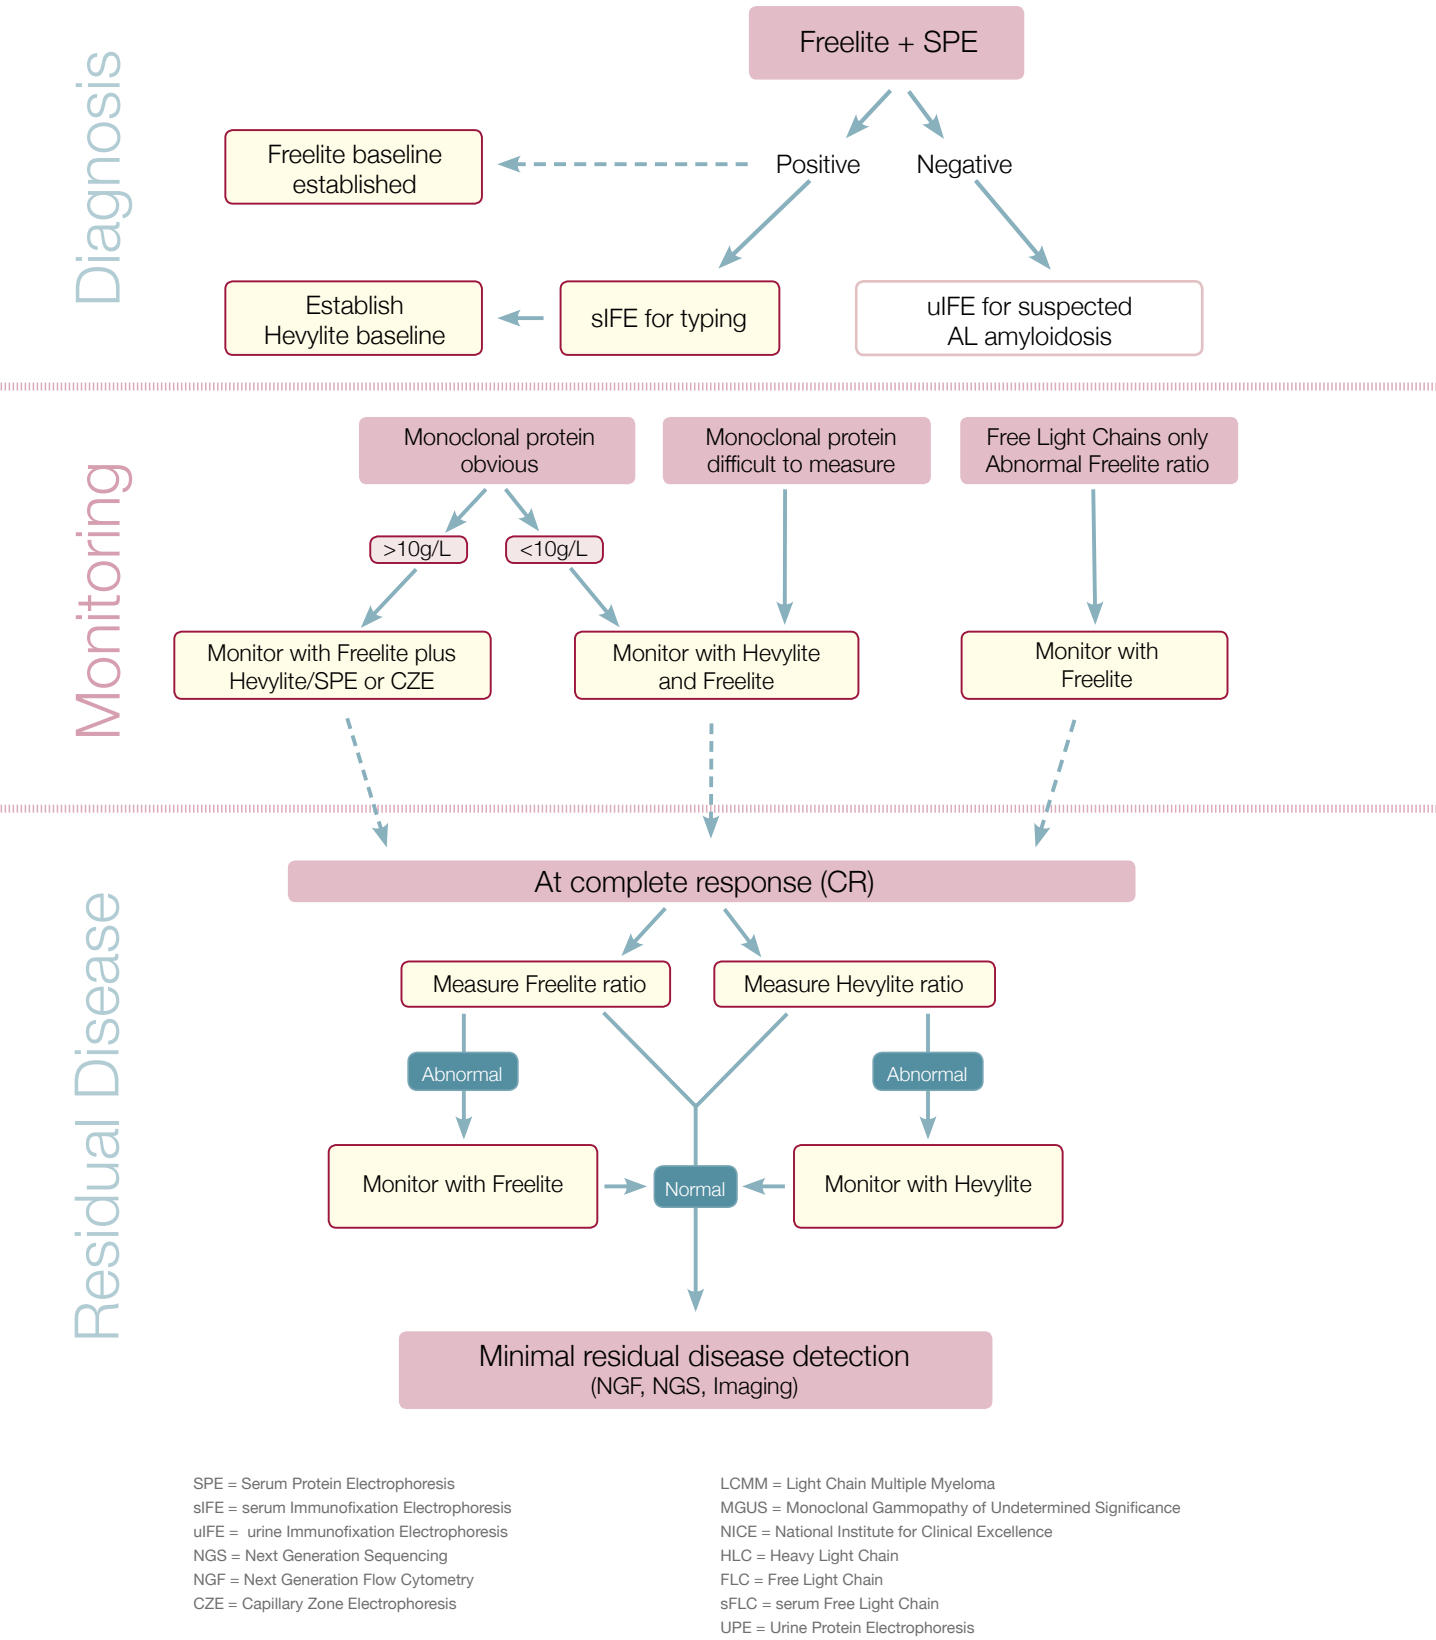 Diagnosis
Freelite + SPE
Positive
Negative
Freelite baseline
established
Establish
Hevylite baseline
sIFE for typing
uIFE for suspected
AL amyloidosis
Monitoring
Monoclonal protein
obvious
Monoclonal protein
difficult to measure
Free Light Chains only
Abnormal Freelite ratio
>10g/L
<10g/L
Monitor with Freelite plus
Hevylite/SPE or CZE
Monitor with Hevylite
and Freelite
Monitor with
Freelite
Residual Disease
At complete response (CR)
Measure Freelite ratio
Measure Hevylite ratio
Abnormal
Abnormal
Monitor with Freelite
Normal
Monitor with Hevylite
Minimal residual disease detection
(NGF, NGS, Imaging)
SPE = Serum Protein Electrophoresis
sIFE = serum Immunofixation Electrophoresis
uIFE = urine Immunofixation Electrophoresis
NGS = Next Generation Sequencing
NGF = Next Generation Flow Cytometry
CZE = Capillary Zone Electrophoresis
LCMM = Light Chain Multiple Myeloma
MGUS = Monoclonal Gammopathy of Undetermined Significance
NICE = National Institute for Clinical Excellence
HLC = Heavy Light Chain
FLC = Free Light Chain
sFLC = serum Free Light Chain
UPE = Urine Protein Electrophoresis